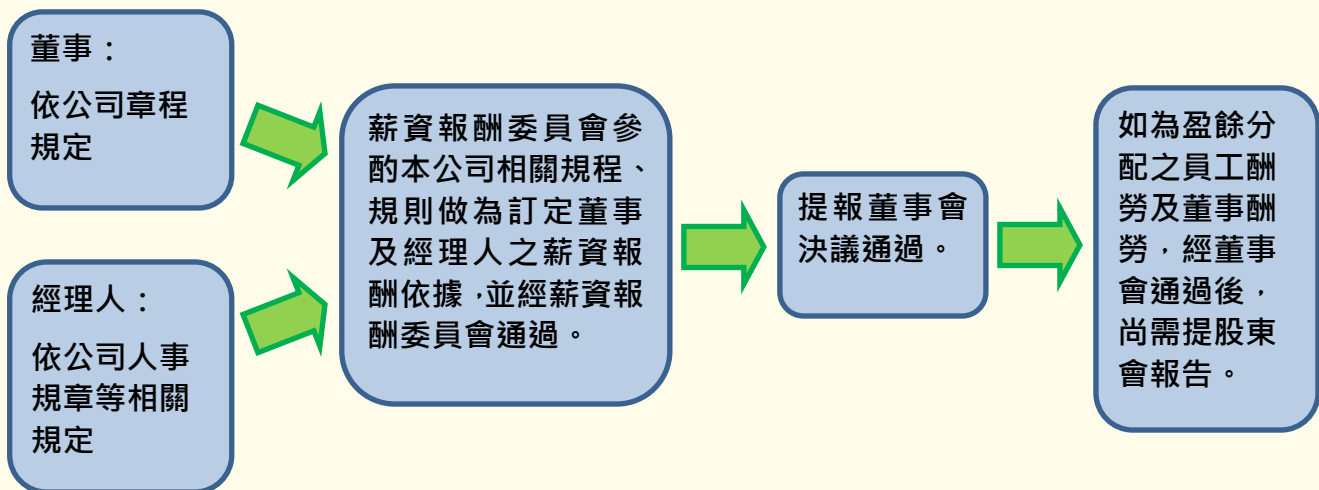 董事：
依公司章程
規定
經理人：
依公司人事
規章等相關
規定
薪資報酬委員會參
酌本公司相關規程、
規則做為訂定董事
及經理人之薪資報
酬依據，並經薪資報
酬委員會通過。
提報董事會
決議通過。
如為盈餘分
配之員工酬
勞及董事酬
勞，經董事
會通過後，
尚需提股東
會報告。